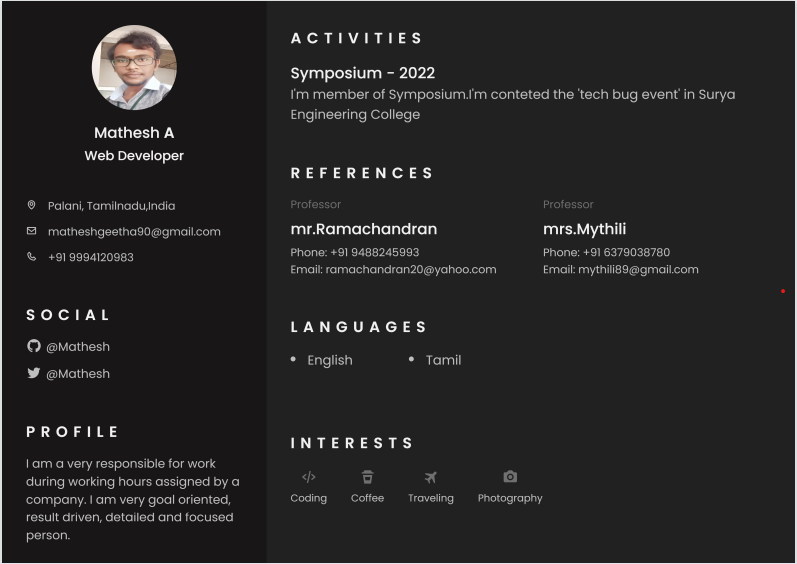 Mathesh A
Web Developer
Palani, Tamilnadu,India
matheshgeetha90@gmail.com
+91 9994120983
SOCIAL
@Mathesh
@Mathesh
PROFILE
I am a very responsible for work
during working hours assigned by a
company. I am very goal oriented,
result driven, detailed and focused
person.
ACTIVITIES
Symposium - 2022
I'm member of Symposium.I'm conteted the 'tech bug event' in Surya
Engineering College
REFERENCES
Professor
mr.Ramachandran
Phone: +91 9488245993
Email: ramachandran20@yahoo.com
Professor
mrs.Mythili
Phone: +91 6379038780
Email: mythili89@gmail.com
LANGUAGES
English
Tamil
INTERESTS
Coding
Coffee
Traveling
Photography